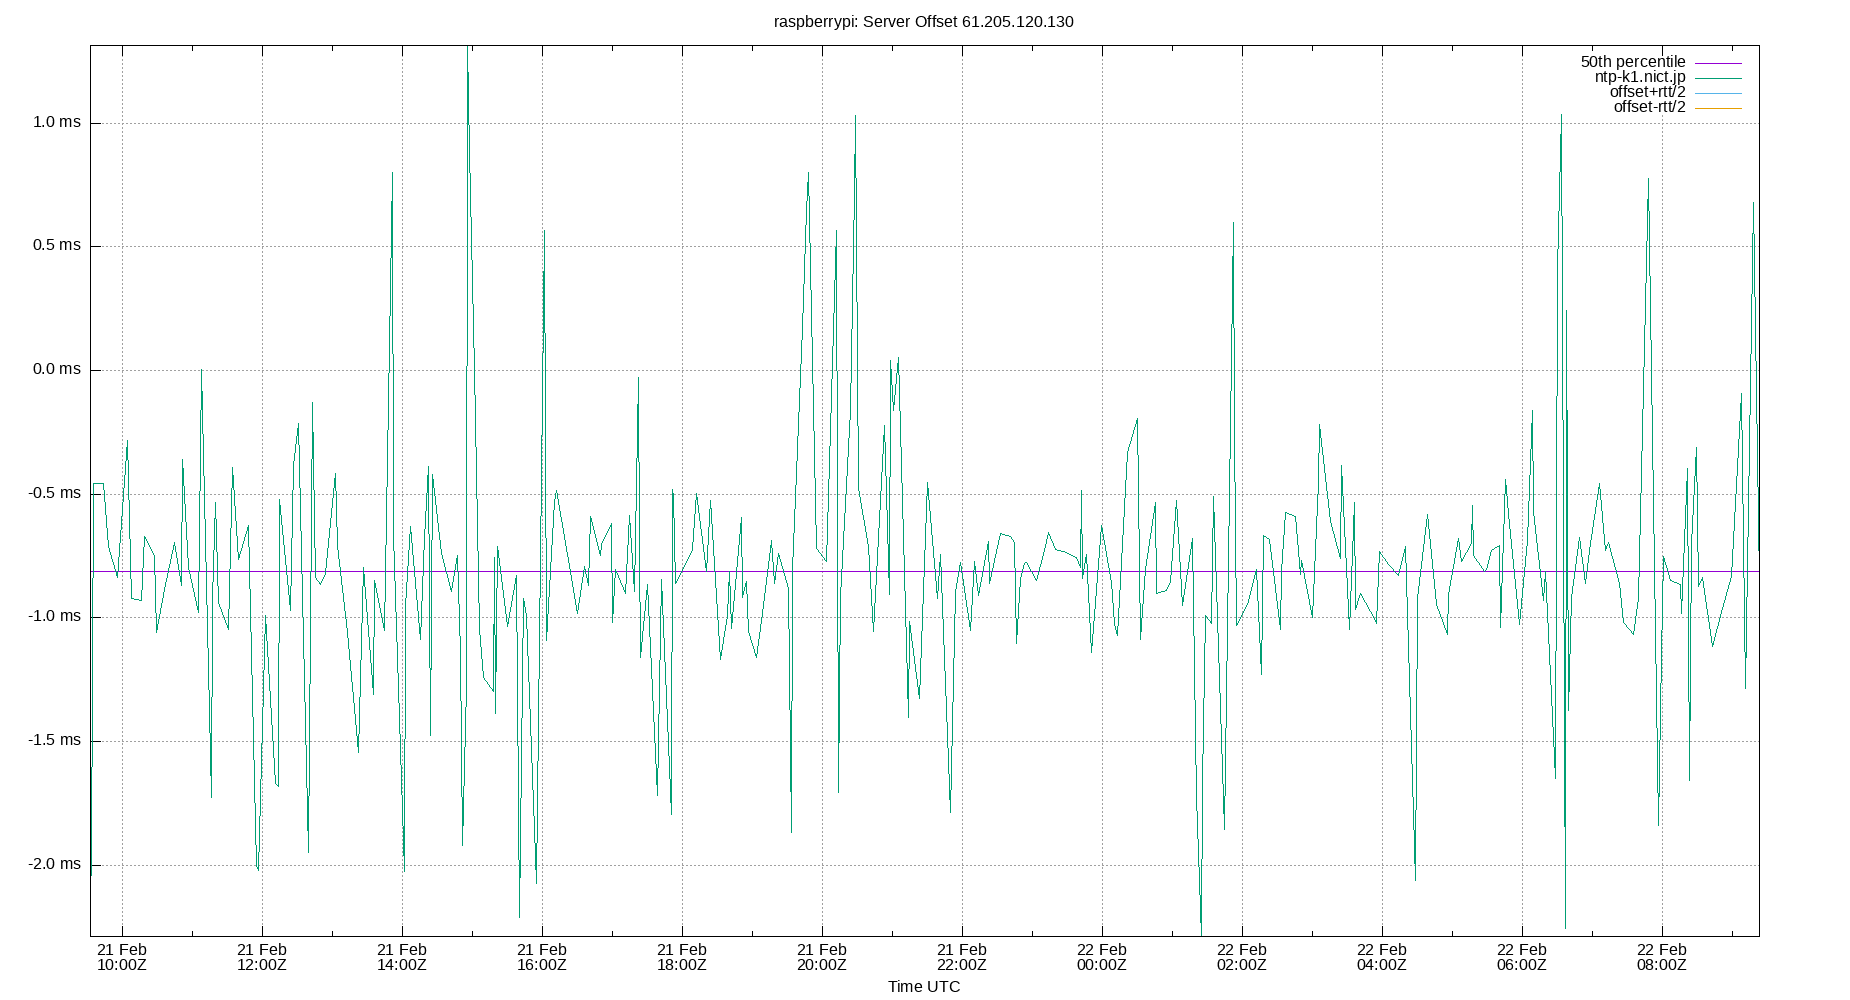 raspberrypi: Server Offset 61.205.120.130
50th percentile
ntp-k1.nict.jp
offset+rtt/2
offset-rtt/2
1.0 ms
0.5 ms
0.0 ms
-0.5 ms
-1.0 ms
-1.5 ms
-2.0 ms
21 Feb 21 Feb 21 Feb 21 Feb 21 Feb 21 Feb 21 Feb 22 Feb 22 Feb 22 Feb 22 Feb 22 Feb
10:00Z 12:00Z 14:00Z 16:00Z 18:00Z 20:00Z 22:00Z 00:00Z 02:00Z 04:00Z 06:00Z 08:00Z
Time UTC